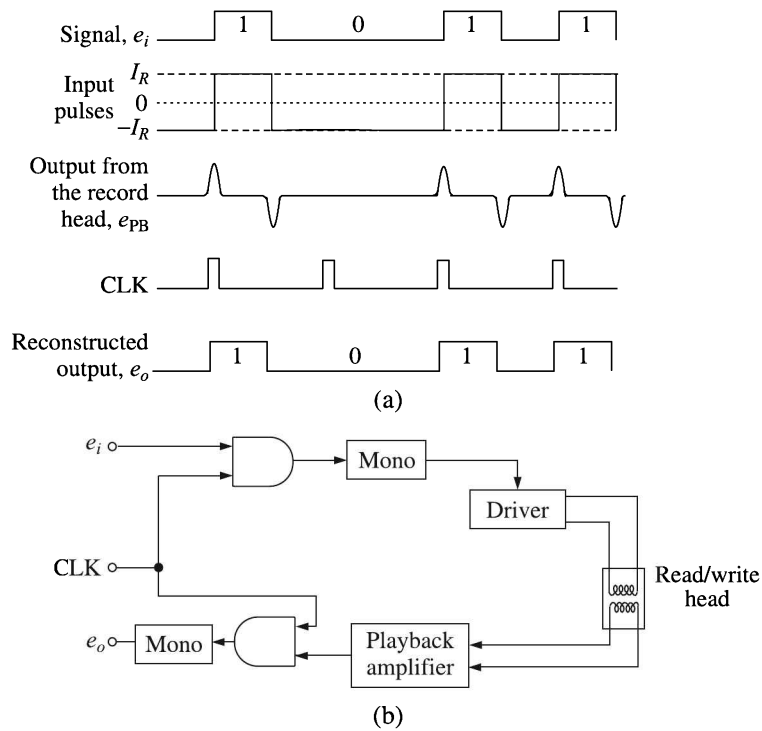 Signal, e_i
1 0 1 1
Input
pulses
I_R
0
−I_R
Output from
the record
head, e_PB
CLK
Reconstructed
output, e_o
1 0 1 1
(a)
e_i
Mono
Driver
CLK
Read/write
head
e_o
Mono
Playback
amplifier
(b)